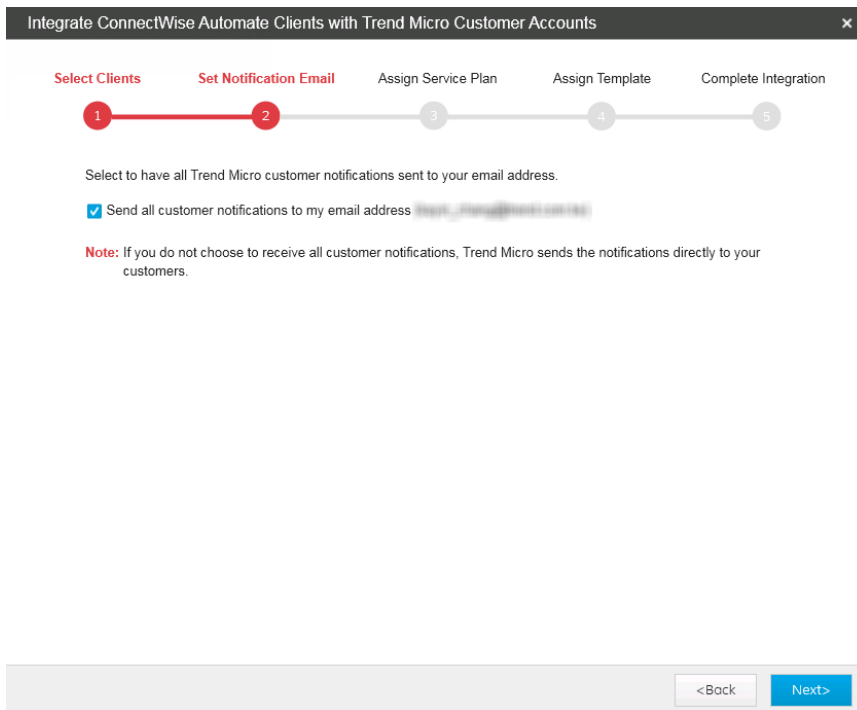 Integrate ConnectWise Automate Clients with Trend Micro Customer Accounts ×
Select Clients Set Notification Email Assign Service Plan Assign Template Complete Integration
1 2 3 4 5
Select to have all Trend Micro customer notifications sent to your email address.
Send all customer notifications to my email address
Note: If you do not choose to receive all customer notifications, Trend Micro sends the notifications directly to your
customers.
<Back Next>